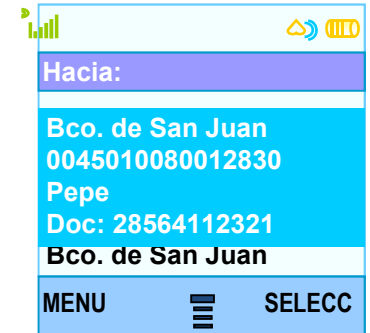 Hacia:
Bco. de San Juan
0045010080012830
Pepe
Doc: 28564112321
Bco. de San Juan
MENU SELECC